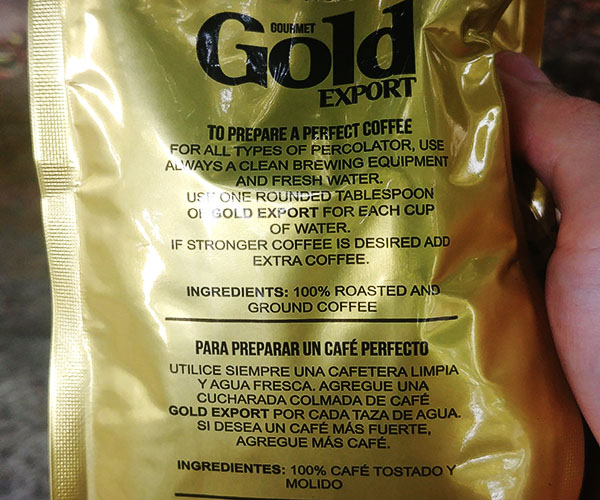 GOURMET
Gold
EXPORT
TO PREPARE A PERFECT COFFEE
FOR ALL TYPES OF PERCOLATOR, USE
ALWAYS A CLEAN BREWING EQUIPMENT
AND FRESH WATER.
USE ONE ROUNDED TABLESPOON
OF GOLD EXPORT FOR EACH CUP
OF WATER.
IF STRONGER COFFEE IS DESIRED ADD
EXTRA COFFEE.
INGREDIENTS: 100% ROASTED AND
GROUND COFFEE
PARA PREPARAR UN CAFÉ PERFECTO
UTILICE SIEMPRE UNA CAFETERA LIMPIA
Y AGUA FRESCA. AGREGUE UNA
CUCHARADA COLMADA DE CAFÉ
GOLD EXPORT POR CADA TAZA DE AGUA.
SI DESEA UN CAFÉ MÁS FUERTE,
AGREGUE MÁS CAFÉ.
INGREDIENTES: 100% CAFÉ TOSTADO Y
MOLIDO